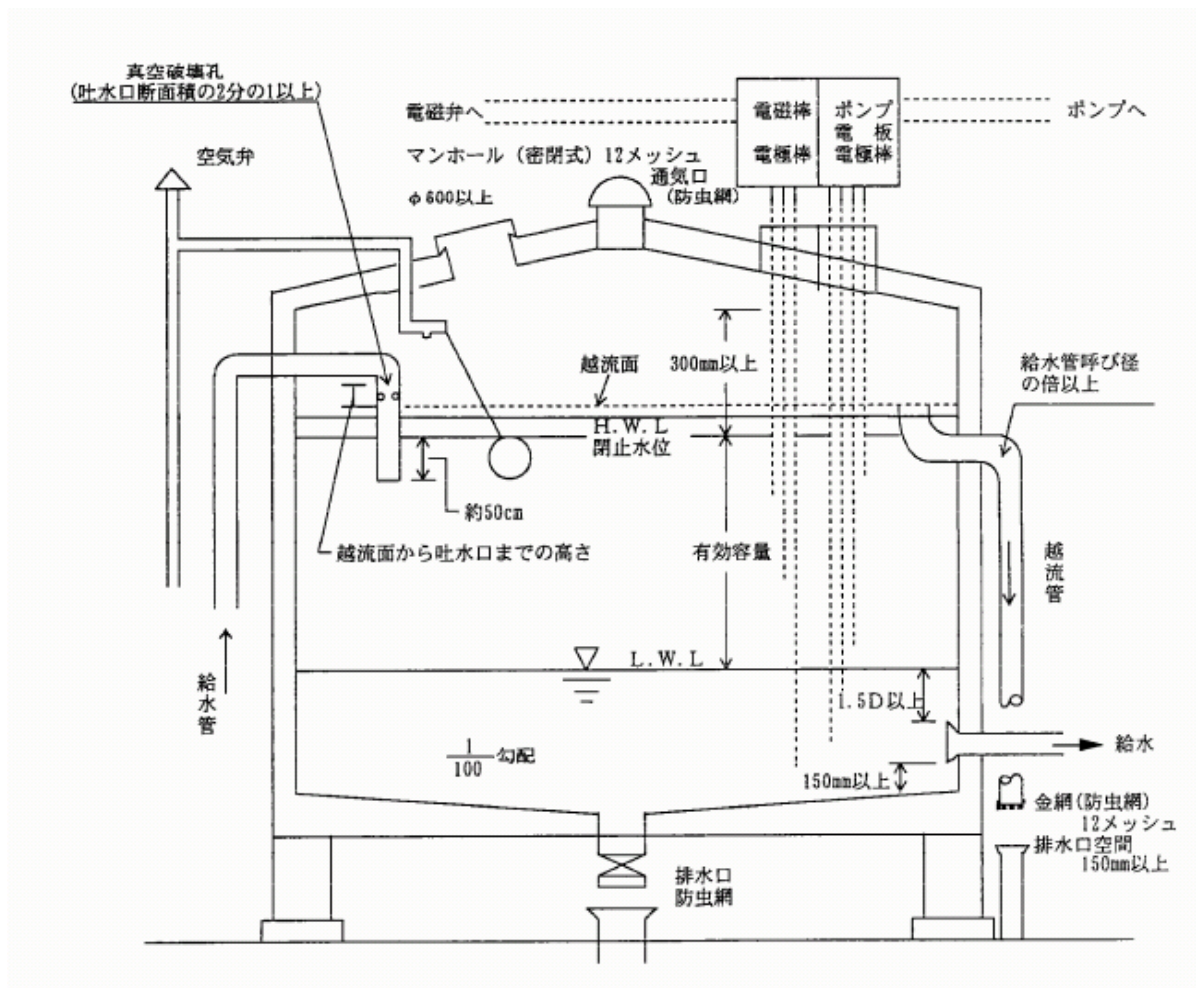 真空破壊孔
(吐水口断面積の2分の1以上)
空気弁
電磁弁へ
マンホール (密閉式) 12メッシュ
φ600以上
通気口
(防虫網)
電磁棒
電極棒
ポンプ
電 板
電極棒
ポンプへ
越流面
300mm以上
給水管呼び径
の倍以上
H.W.L
閉止水位
約50cm
越流面から吐水口までの高さ
有効容量
越流管
L.W.L
給水管
1.5D以上
1
100
勾配
給水
150mm以上
金網(防虫網)
12メッシュ
排水口空間
150mm以上
排水口
防虫網